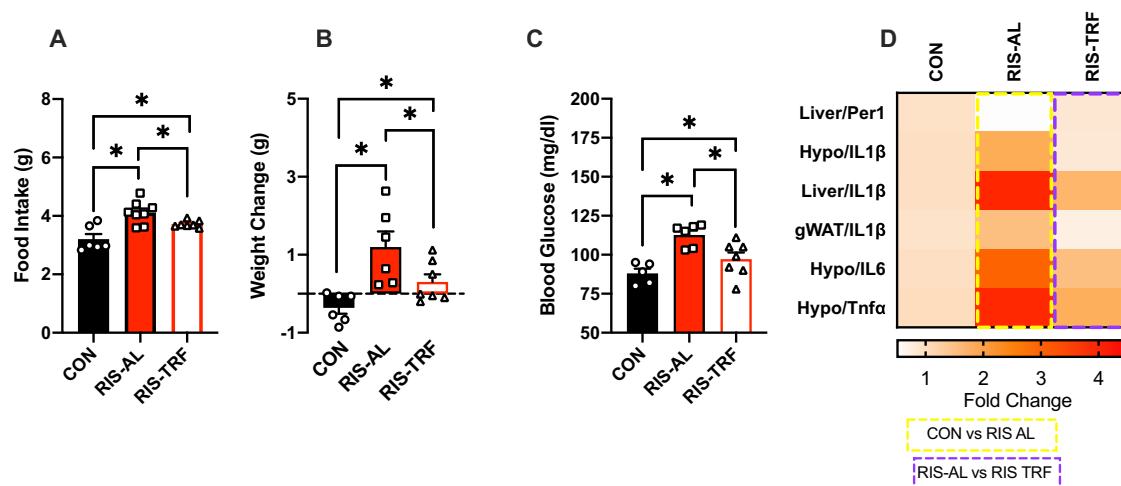 A
Food Intake (g)
8
6
4
2
0
*
*
*
CON
RIS-AL
RIS-TRF
B
Weight Change (g)
5
3
1
-1
*
*
*
CON
RIS-AL
RIS-TRF
C
Blood Glucose (mg/dl)
200
175
150
125
100
75
50
*
*
*
CON
RIS-AL
RIS-TRF
D
CON
RIS-AL
RIS-TRF
Liver/Per1
Hypo/IL1β
Liver/IL1β
gWAT/IL1β
Hypo/IL6
Hypo/Tnfα
1 2 3 4
Fold Change
CON vs RIS AL
RIS-AL vs RIS TRF